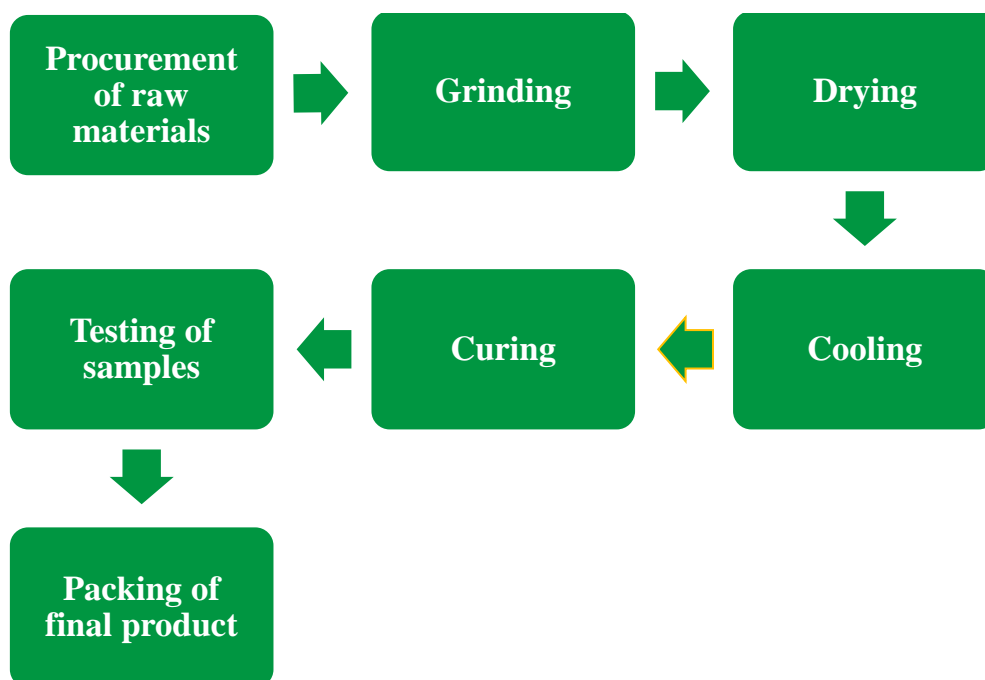 Procurement
of raw
materials
Grinding
Drying
Cooling
Curing
Testing of
samples
Packing of
final product